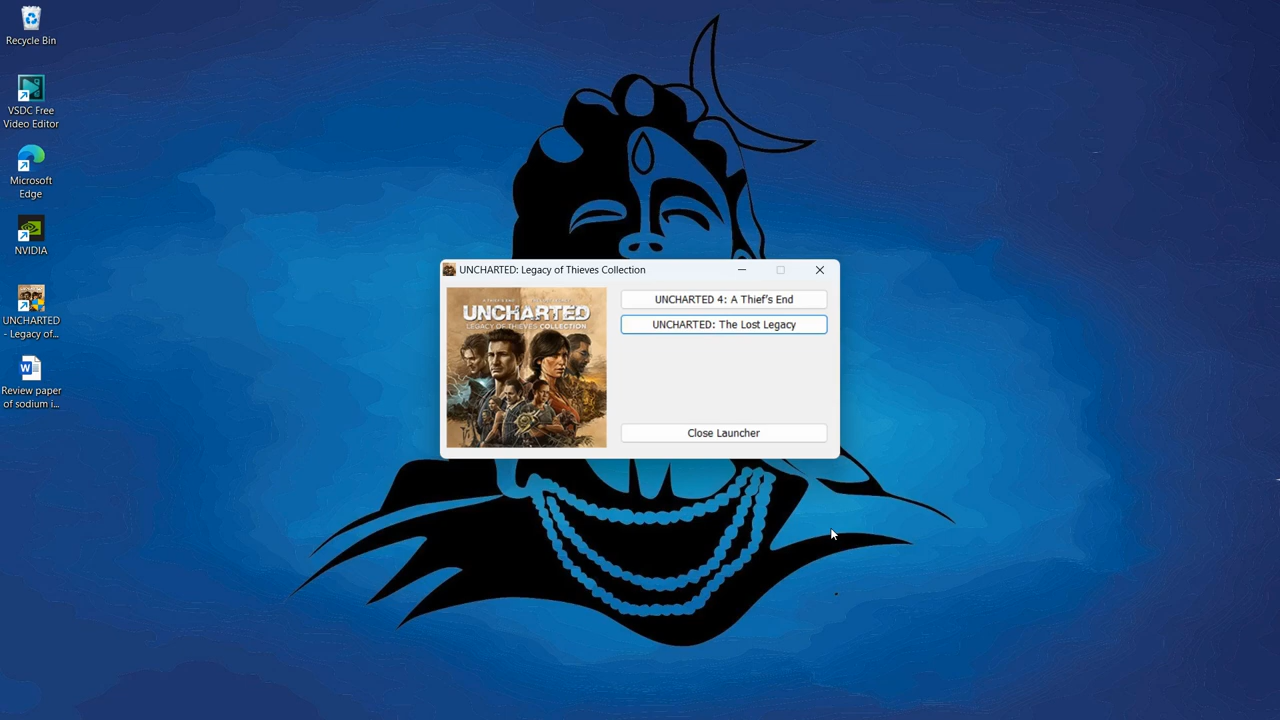 Recycle Bin
VSDC Free
Video Editor
Microsoft
Edge
NVIDIA
UNCHARTED
- Legacy of...
Review paper
of sodium i...
UNCHARTED: Legacy of Thieves Collection
UNCHARTED
LEGACY OF THIEVES COLLECTION
UNCHARTED 4: A Thief's End
UNCHARTED: The Lost Legacy
Close Launcher